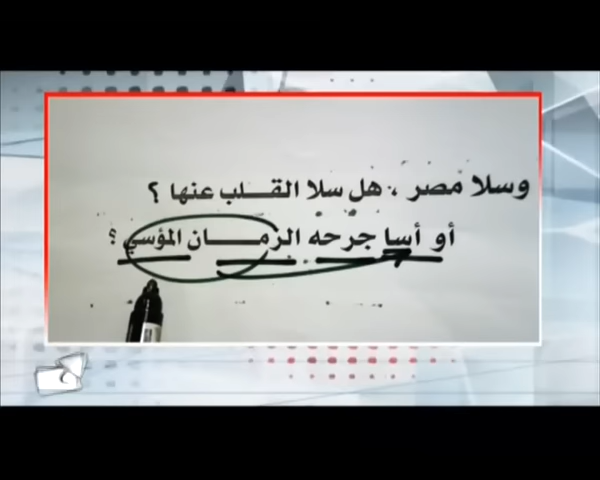 وسلا مصر ، هل سلا القلب عنها ؟
أو أسا جرحه الزمان المؤسي ؟